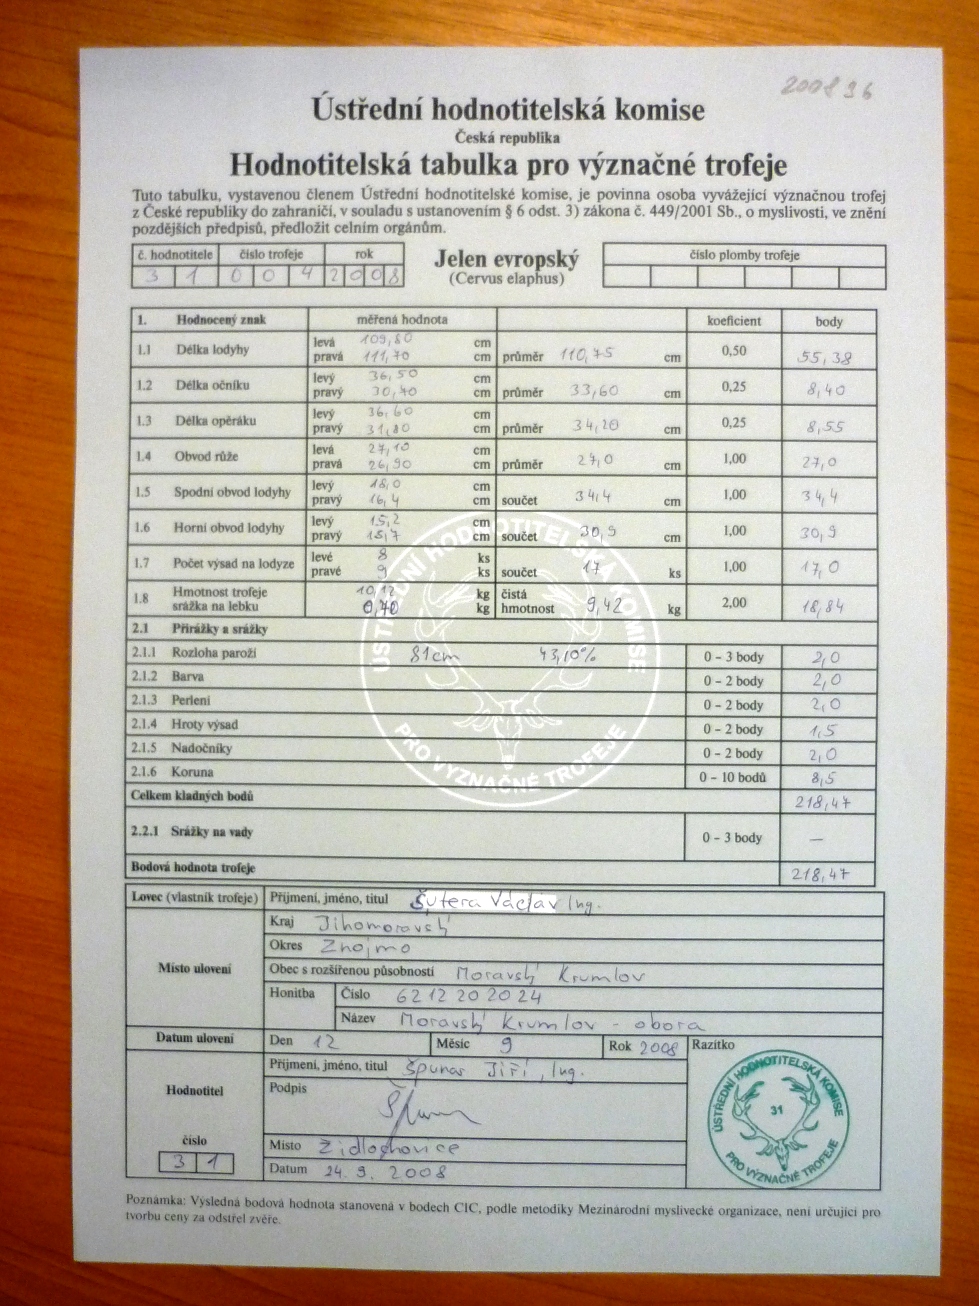 200896
Ústřední hodnotitelská komise
Česká republika
Hodnotitelská tabulka pro význačné trofeje
Tuto tabulku, vystavenou členem Ústřední hodnotitelské komise, je povinna osoba vyvážející význačnou trofej
z České republiky do zahraničí, v souladu s ustanovením § 6 odst. 3) zákona č. 449/2001 Sb., o myslivosti, ve znění
pozdějších předpisů, předložit celním orgánům.
č. hodnotitele číslo trofeje rok
3 1 0 0 4 2 0 0 8
Jelen evropský
(Cervus elaphus)
číslo plomby trofeje
1. Hodnocený znak měřená hodnota koeficient body
1.1 Délka lodyhy levá 109,80 cm
pravá 111,70 cm průměr 110,75 cm 0,50 55,38
1.2 Délka očníku levý 36,50 cm
pravý 30,70 cm průměr 33,60 cm 0,25 8,40
1.3 Délka opěráku levý 36,60 cm
pravý 31,80 cm průměr 34,20 cm 0,25 8,55
1.4 Obvod růže levá 27,10 cm
pravá 26,90 cm průměr 27,0 cm 1,00 27,0
1.5 Spodní obvod lodyhy levý 18,0 cm
pravý 16,4 cm součet 34,4 cm 1,00 34,4
1.6 Horní obvod lodyhy levý 15,2 cm
pravý 15,7 cm součet 30,9 cm 1,00 30,9
1.7 Počet výsad na lodyze levé 8 ks
pravé 9 ks součet 17 ks 1,00 17,0
1.8 Hmotnost trofeje 10,12 kg čistá
srážka na lebku 0,70 kg hmotnost 9,42 kg 2,00 18,84
2.1 Přirážky a srážky
2.1.1 Rozloha paroží 81cm 43,10% 0 – 3 body 2,0
2.1.2 Barva 0 – 2 body 2,0
2.1.3 Perlení 0 – 2 body 2,0
2.1.4 Hroty výsad 0 – 2 body 1,5
2.1.5 Nadočníky 0 – 2 body 2,0
2.1.6 Koruna 0 – 10 bodů 8,5
Celkem kladných bodů 218,47
2.2.1 Srážky na vady 0 – 3 body —
Bodová hodnota trofeje 218,47
ÚSTŘEDNÍ HODNOTITELSKÁ KOMISE
PRO VÝZNAČNÉ TROFEJE
Lovec (vlastník trofeje) Příjmení, jméno, titul Šutera Václav Ing.
Místo ulovení Kraj Jihomoravský
Okres Znojmo
Obec s rozšířenou působností Moravský Krumlov
Honitba Číslo 6212202024
Název Moravský Krumlov – obora
Datum ulovení Den 12 Měsíc 9 Rok 2008 Razítko
Hodnotitel Příjmení, jméno, titul Špunar Jiří, Ing.
Podpis
číslo Místo Židlochovice
3 1 Datum 24.9.2008
ÚSTŘEDNÍ HODNOTITELSKÁ KOMISE
31
PRO VÝZNAČNÉ TROFEJE
Poznámka: Výsledná bodová hodnota stanovená v bodech CIC, podle metodiky Mezinárodní myslivecké organizace, není určující pro
tvorbu ceny za odstřel zvěře.